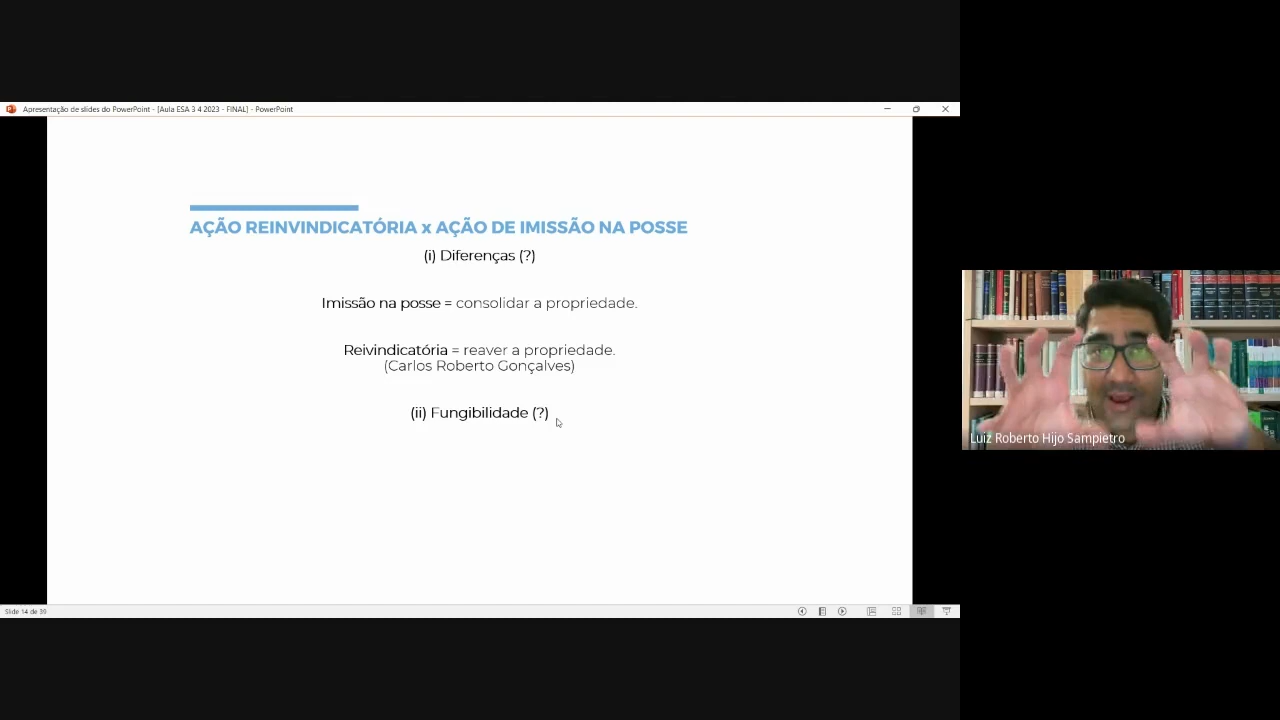 Apresentação de slides do PowerPoint - [Aula ESA 3 4 2023 - FINAL] - PowerPoint
AÇÃO REINVINDICATÓRIA x AÇÃO DE IMISSÃO NA POSSE
(i) Diferenças (?)
Imissão na posse = consolidar a propriedade.
Reivindicatória = reaver a propriedade.
(Carlos Roberto Gonçalves)
(ii) Fungibilidade (?)
Luiz Roberto Hijo Sampietro
Slide 14 de 39